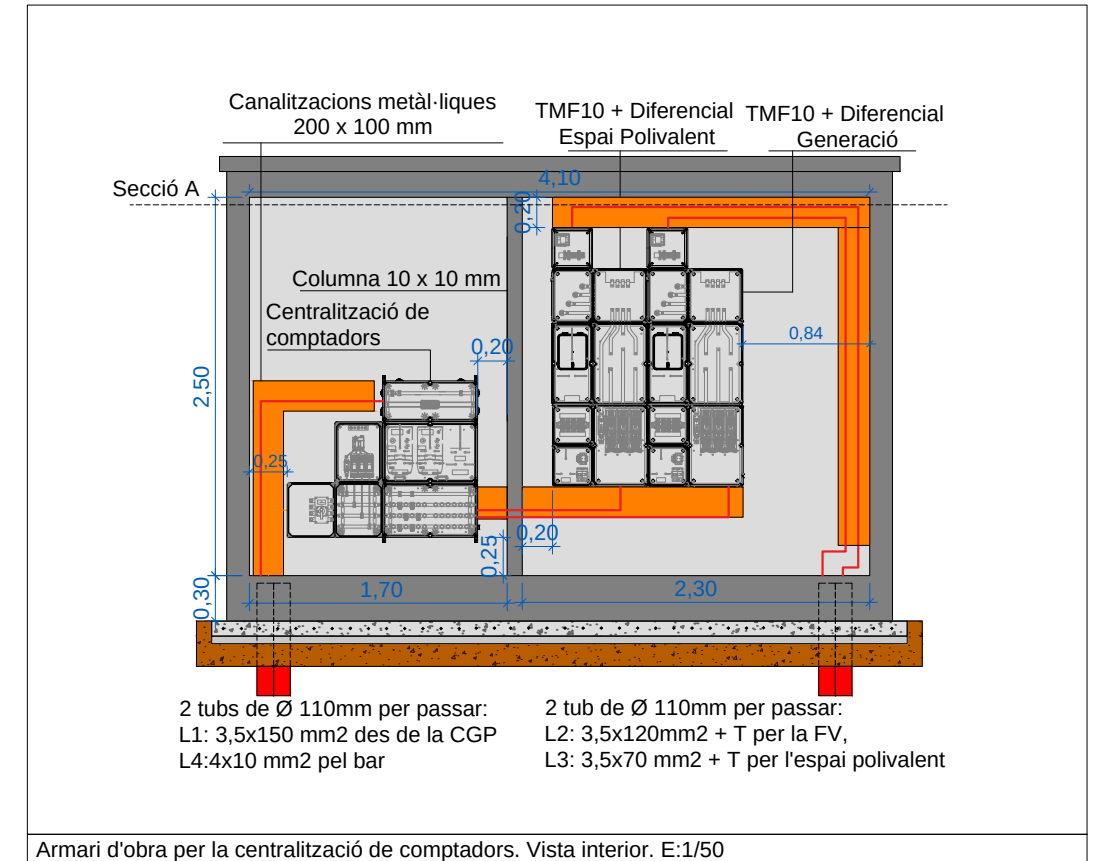 Canalitzacions metàl·liques
200 x 100 mm
TMF10 + Diferencial
Espai Polivalent
TMF10 + Diferencial
Generació
Secció A
4,10
0,20
Columna 10 x 10 mm
Centralització de
comptadors
0,20
0,84
2,50
0,25
0,20
0,25
0,30
1,70
2,30
2 tubs de Ø 110mm per passar:
L1: 3,5x150 mm2 des de la CGP
L4:4x10 mm2 pel bar
2 tub de Ø 110mm per passar:
L2: 3,5x120mm2 + T per la FV,
L3: 3,5x70 mm2 + T per l'espai polivalent
Armari d'obra per la centralització de comptadors. Vista interior. E:1/50